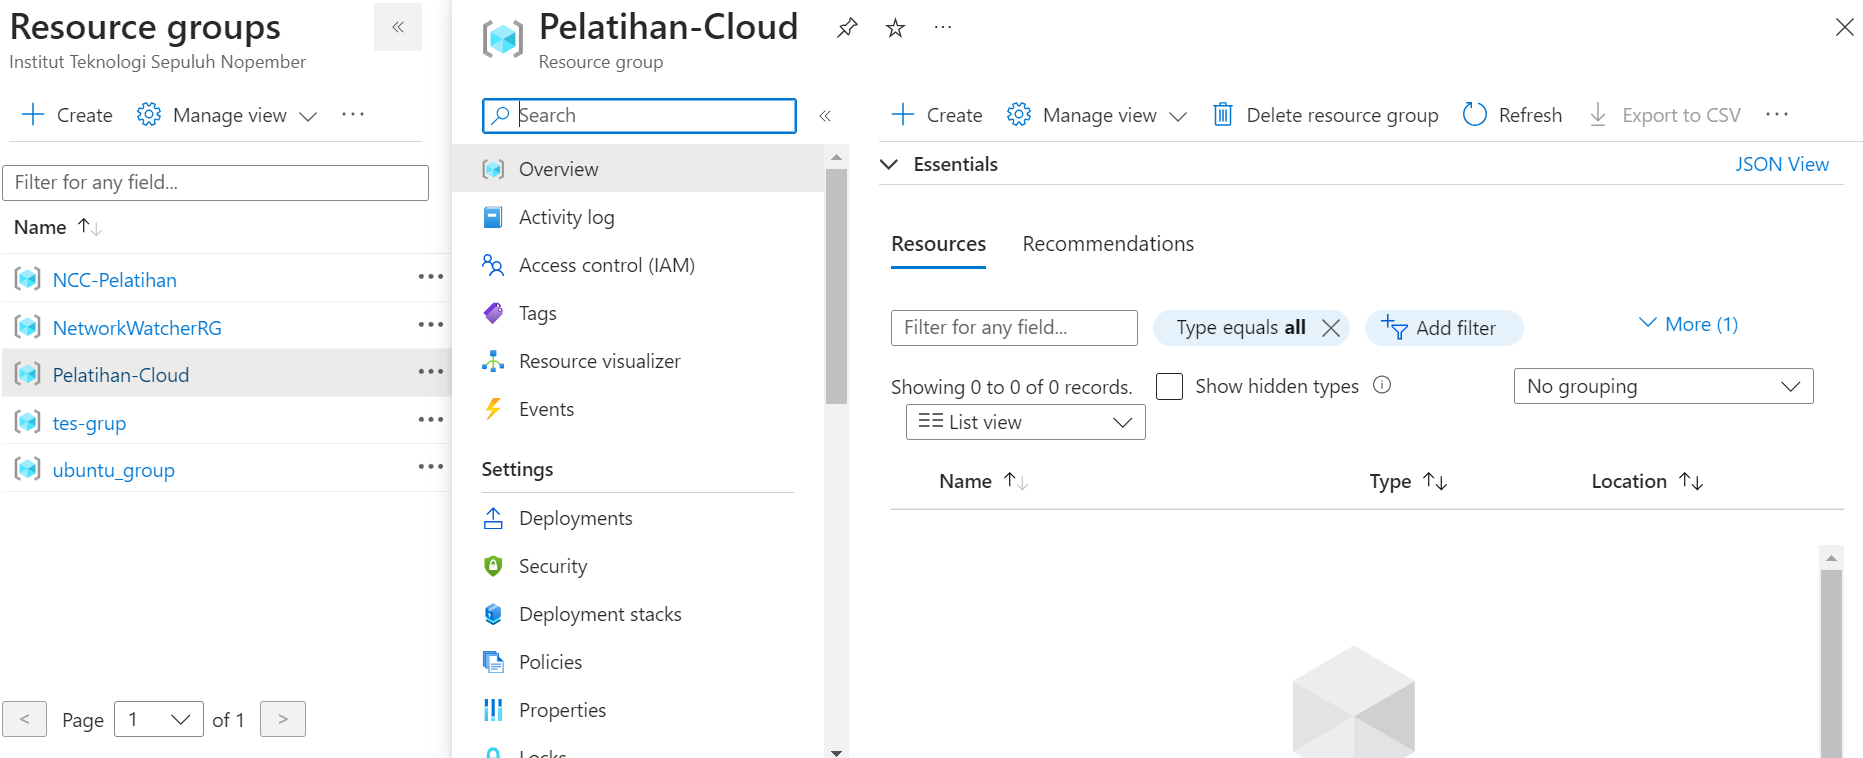 Resource groups
Institut Teknologi Sepuluh Nopember
Create
Manage view
Filter for any field...
Name
NCC-Pelatihan
NetworkWatcherRG
Pelatihan-Cloud
tes-grup
ubuntu_group
< Page 1 of 1 >
Pelatihan-Cloud
Resource group
Search
Overview
Activity log
Access control (IAM)
Tags
Resource visualizer
Events
Settings
Deployments
Security
Deployment stacks
Policies
Properties
Locks
Create
Manage view
Delete resource group
Refresh
Export to CSV
Essentials
JSON View
Resources
Recommendations
Filter for any field...
Type equals all
Add filter
More (1)
Showing 0 to 0 of 0 records.
Show hidden types
No grouping
List view
Name
Type
Location